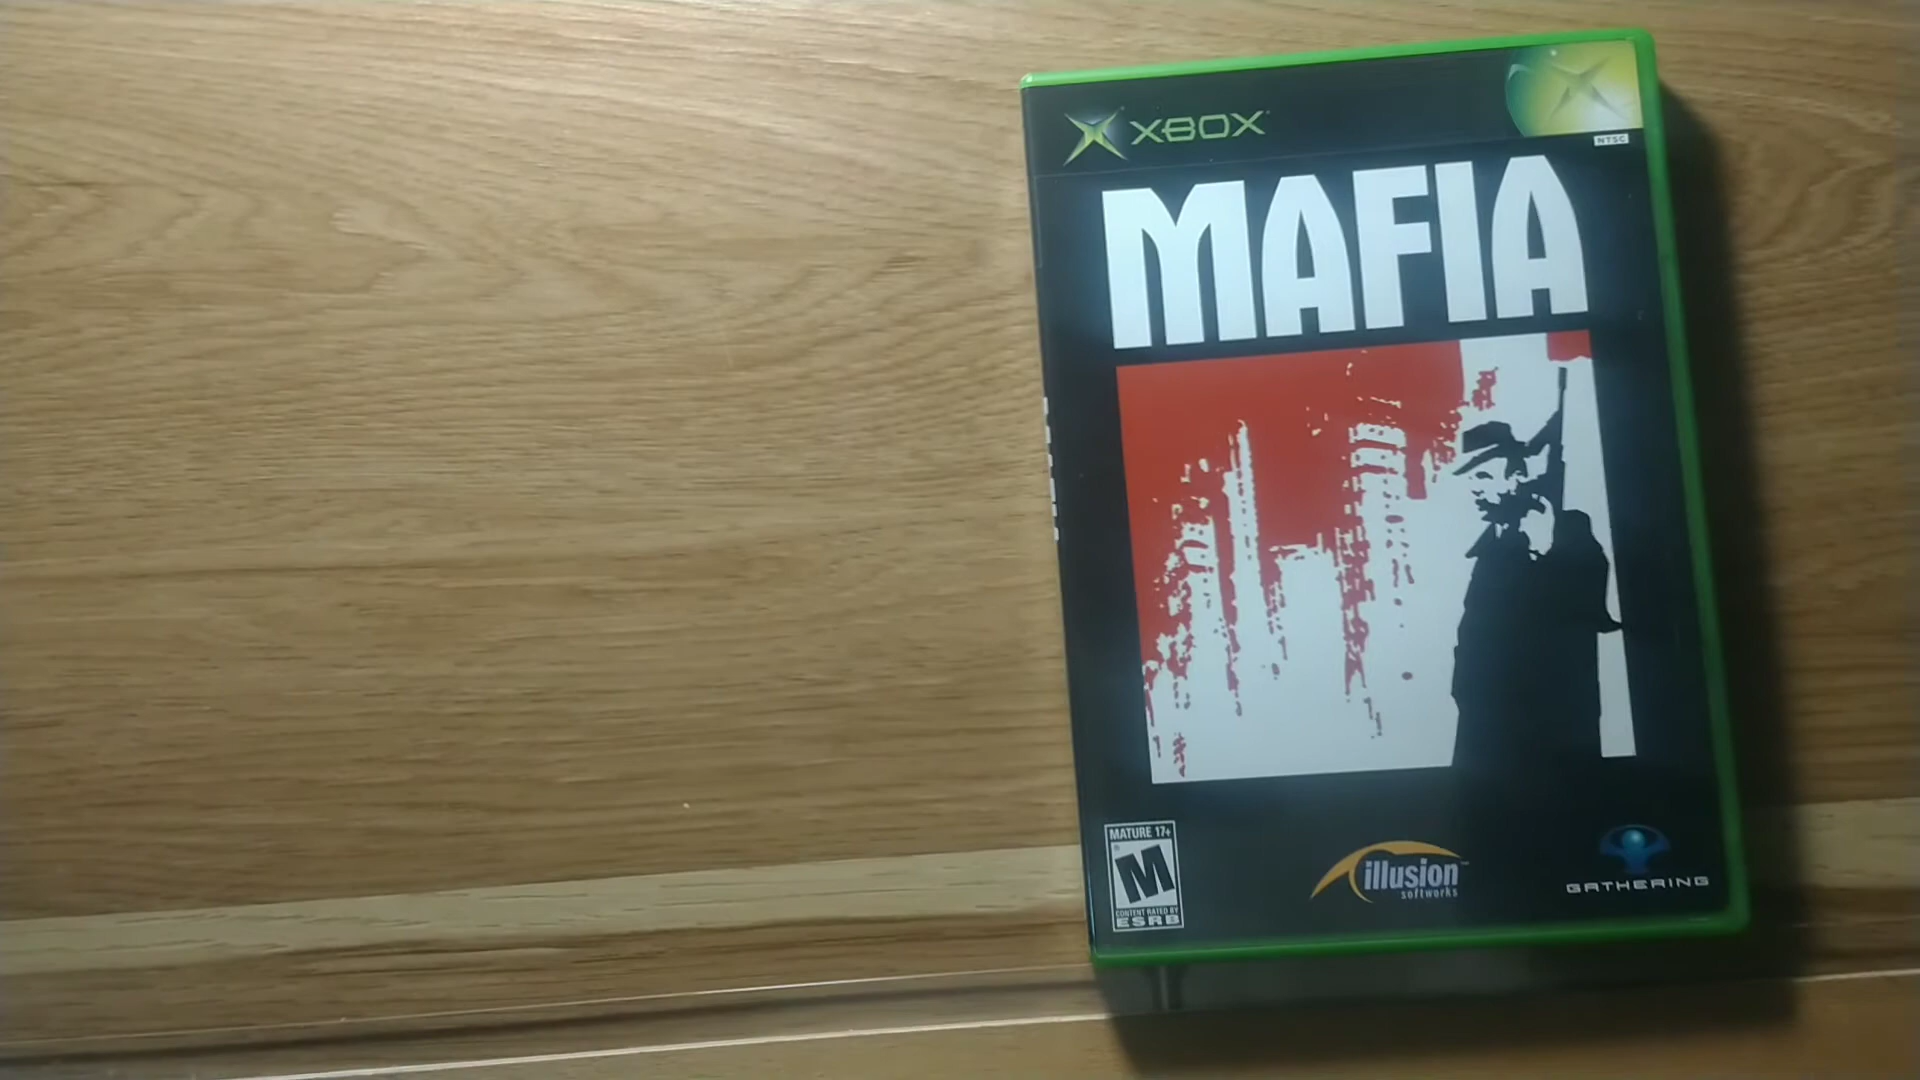 XBOX
NTSC
MAFIA
MATURE 17+
M
CONTENT RATED BY
ESRB
illusion
softworks
GATHERING